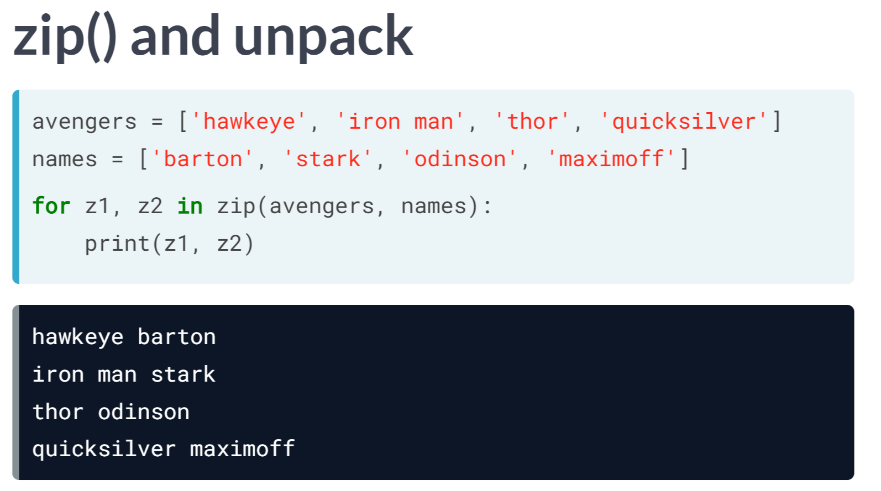 zip() and unpack
avengers = ['hawkeye', 'iron man', 'thor', 'quicksilver']
names = ['barton', 'stark', 'odinson', 'maximoff']
for z1, z2 in zip(avengers, names):
    print(z1, z2)
hawkeye barton
iron man stark
thor odinson
quicksilver maximoff